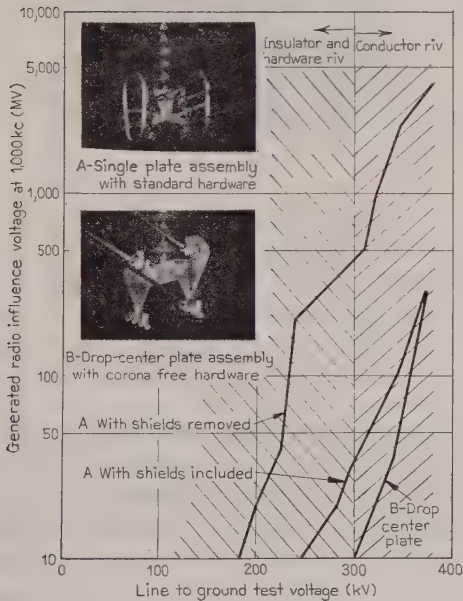 10,000
5,000
1,000
500
100
50
10
Generated radio influence voltage at 1,000 kc (MV)
Insulator and
hardware riv
Conductor riv
A-Single plate assembly
with standard hardware
B-Drop-center plate assembly
with corona free hardware
A With shields removed
A With shields included
B-Drop
center
plate
0
100
200
300
400
Line to ground test voltage (kV)